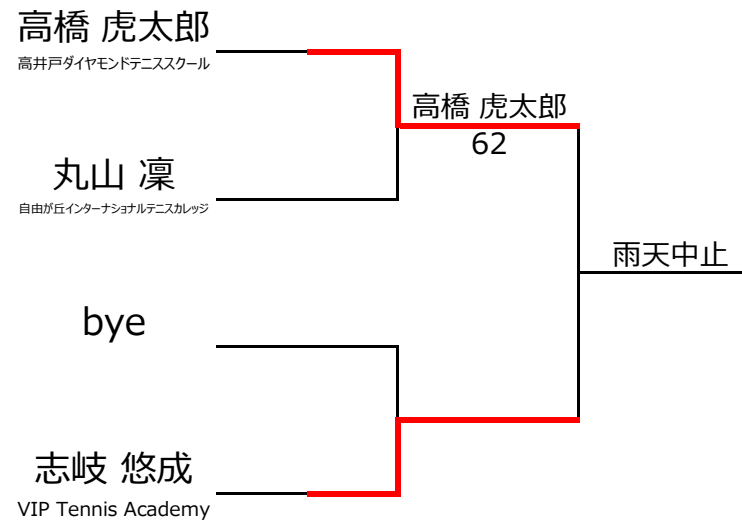 高橋 虎太郎
高井戸ダイヤモンドテニススクール
高橋 虎太郎
62
丸山 凜
自由が丘インターナショナルテニスカレッジ
雨天中止
bye
志岐 悠成
VIP Tennis Academy